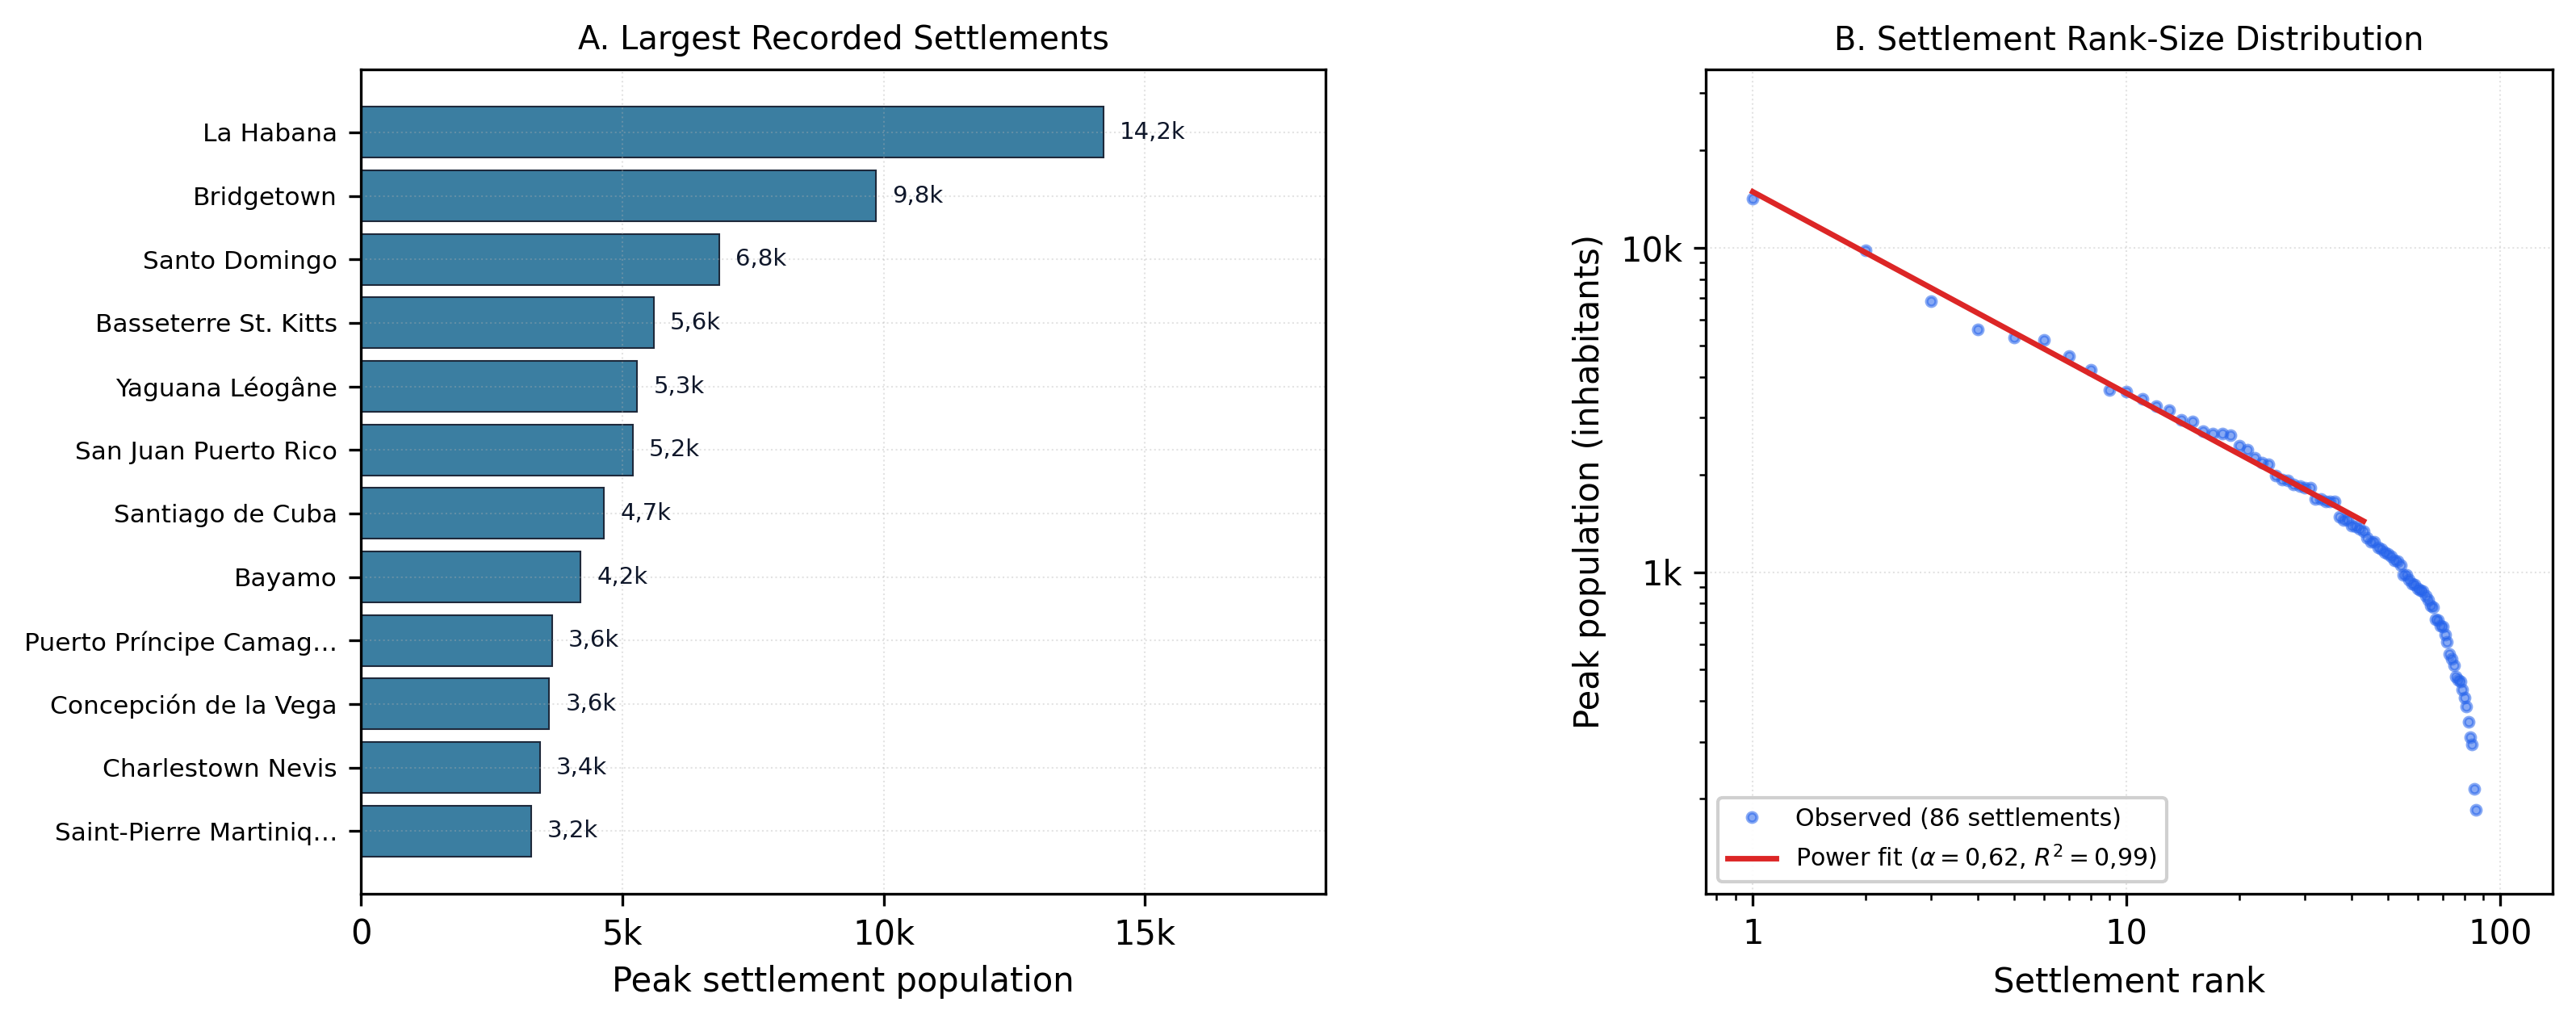 A. Largest Recorded Settlements
La Habana
Bridgetown
Santo Domingo
Basseterre St. Kitts
Yaguana Léogâne
San Juan Puerto Rico
Santiago de Cuba
Bayamo
Puerto Príncipe Camag...
Concepción de la Vega
Charlestown Nevis
Saint-Pierre Martiniq...
14,2k
9,8k
6,8k
5,6k
5,3k
5,2k
4,7k
4,2k
3,6k
3,6k
3,4k
3,2k
0 5k 10k 15k
Peak settlement population
B. Settlement Rank-Size Distribution
Peak population (inhabitants)
10k
1k
Observed (86 settlements)
Power fit (α = 0,62, R² = 0,99)
1 10 100
Settlement rank